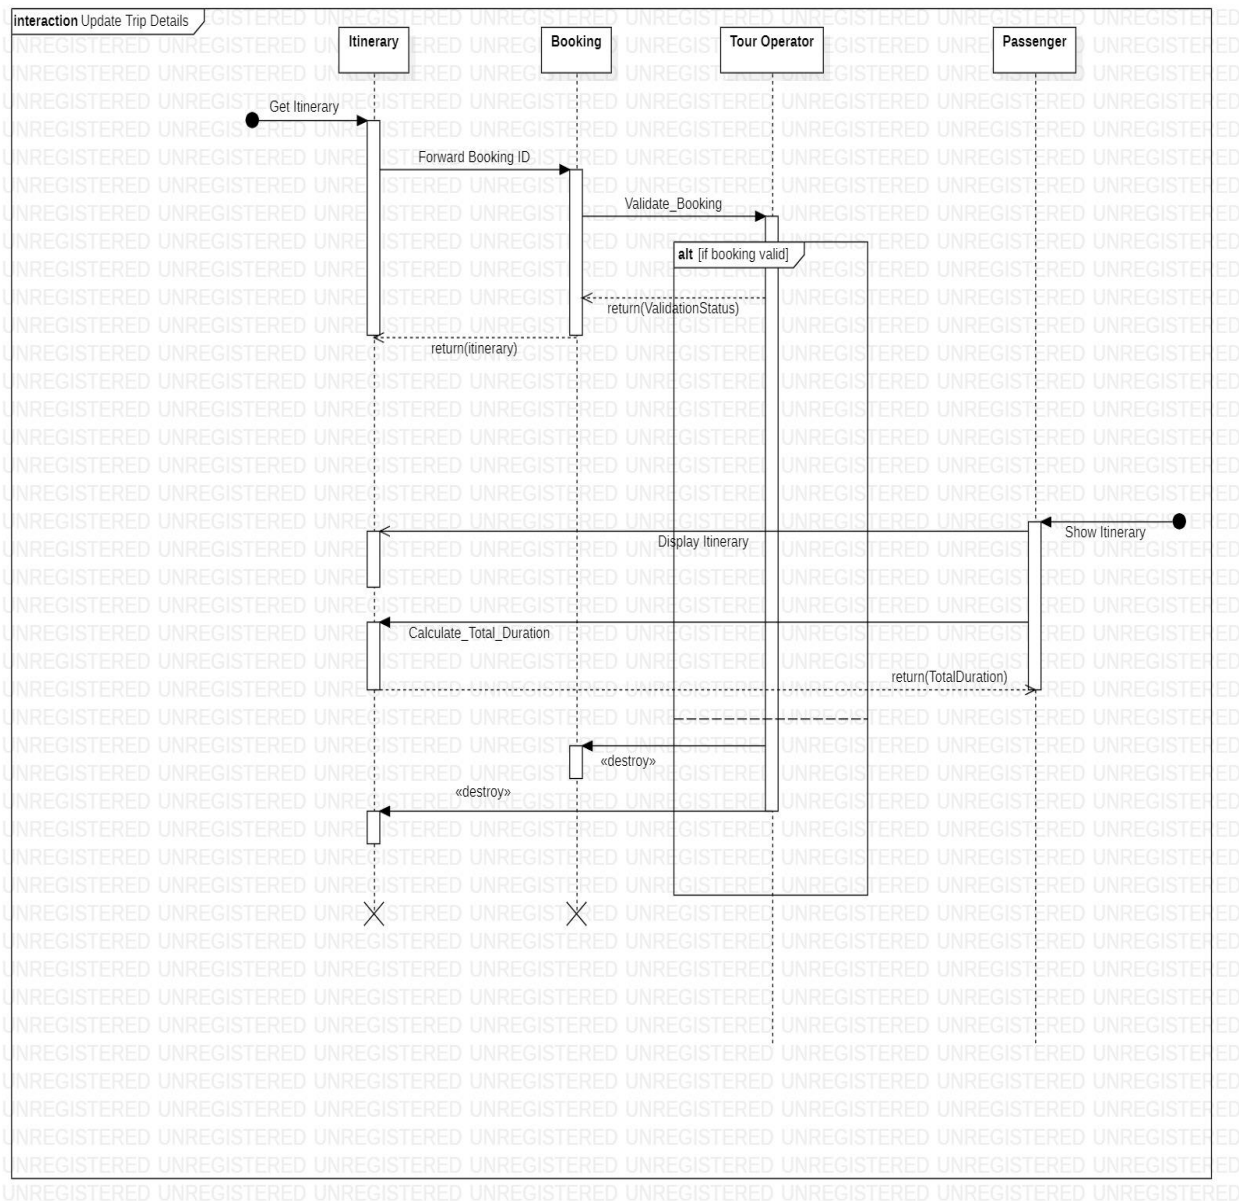 interaction Update Trip Details
Itinerary
Booking
Tour Operator
Passenger
Get Itinerary
Forward Booking ID
Validate_Booking
alt [if booking valid]
return(ValidationStatus)
return(itinerary)
Show Itinerary
Display Itinerary
Calculate_Total_Duration
return(TotalDuration)
«destroy»
«destroy»
UNREGISTERED